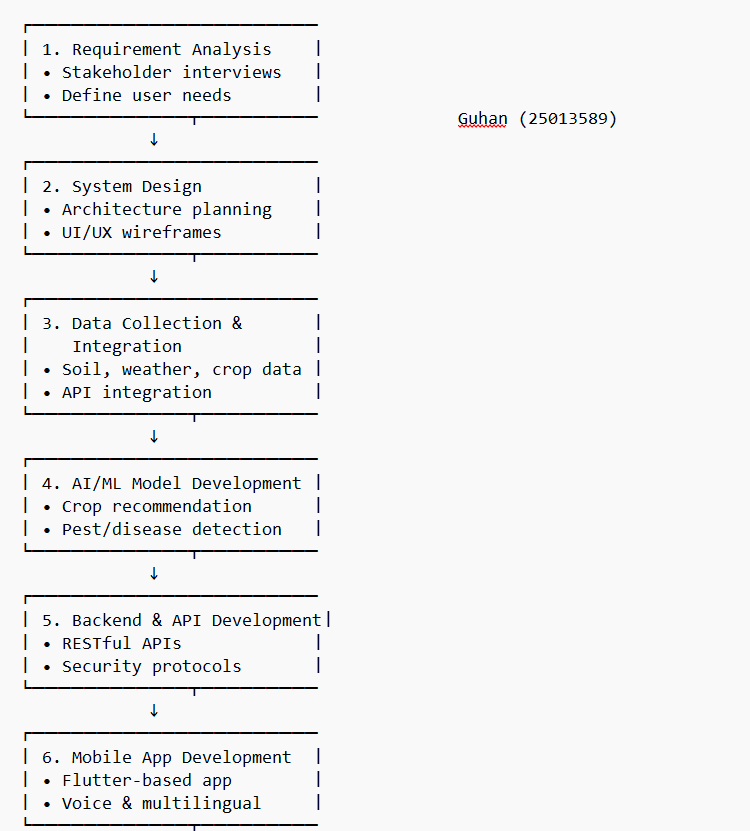 1. Requirement Analysis
• Stakeholder interviews
• Define user needs
Guhan (25013589)
↓
2. System Design
• Architecture planning
• UI/UX wireframes
↓
3. Data Collection &
Integration
• Soil, weather, crop data
• API integration
↓
4. AI/ML Model Development
• Crop recommendation
• Pest/disease detection
↓
5. Backend & API Development
• RESTful APIs
• Security protocols
↓
6. Mobile App Development
• Flutter-based app
• Voice & multilingual